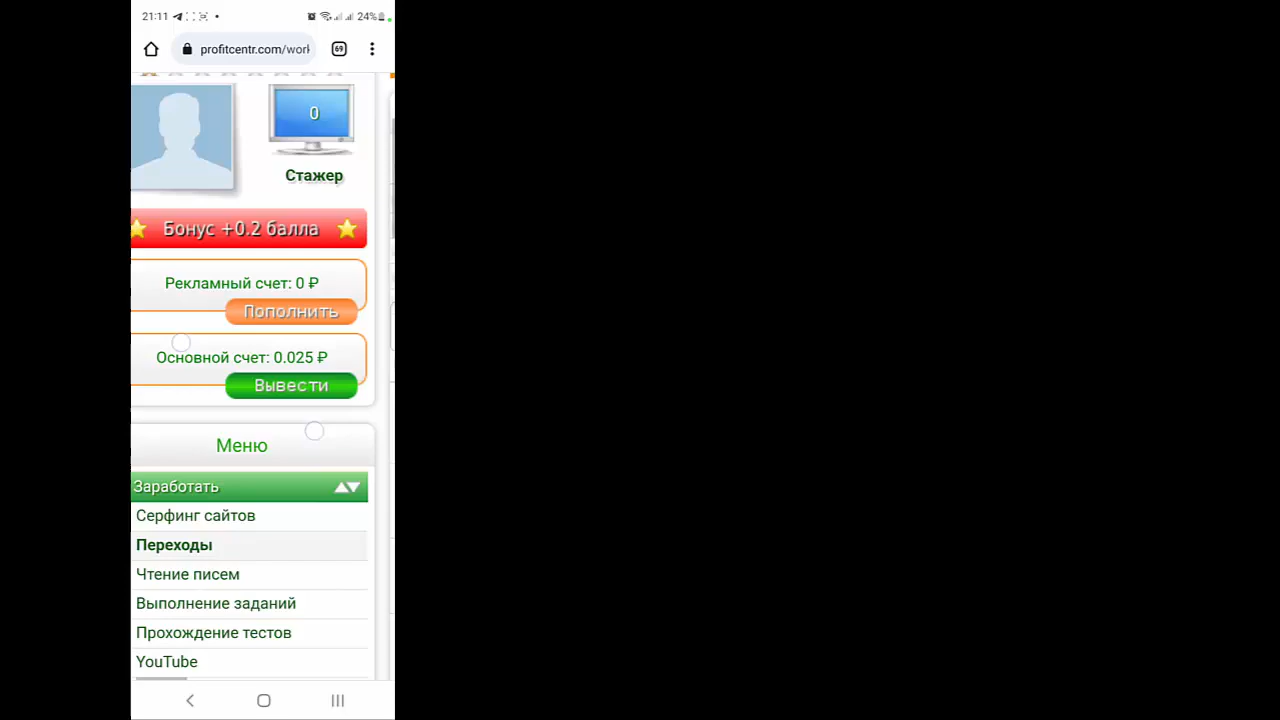 21:11
24%
profitcentr.com/work
69
0
Стажер
Бонус +0.2 балла
Рекламный счет: 0 ₽
Пополнить
Основной счет: 0.025 ₽
Вывести
Меню
Заработать
Серфинг сайтов
Переходы
Чтение писем
Выполнение заданий
Прохождение тестов
YouTube